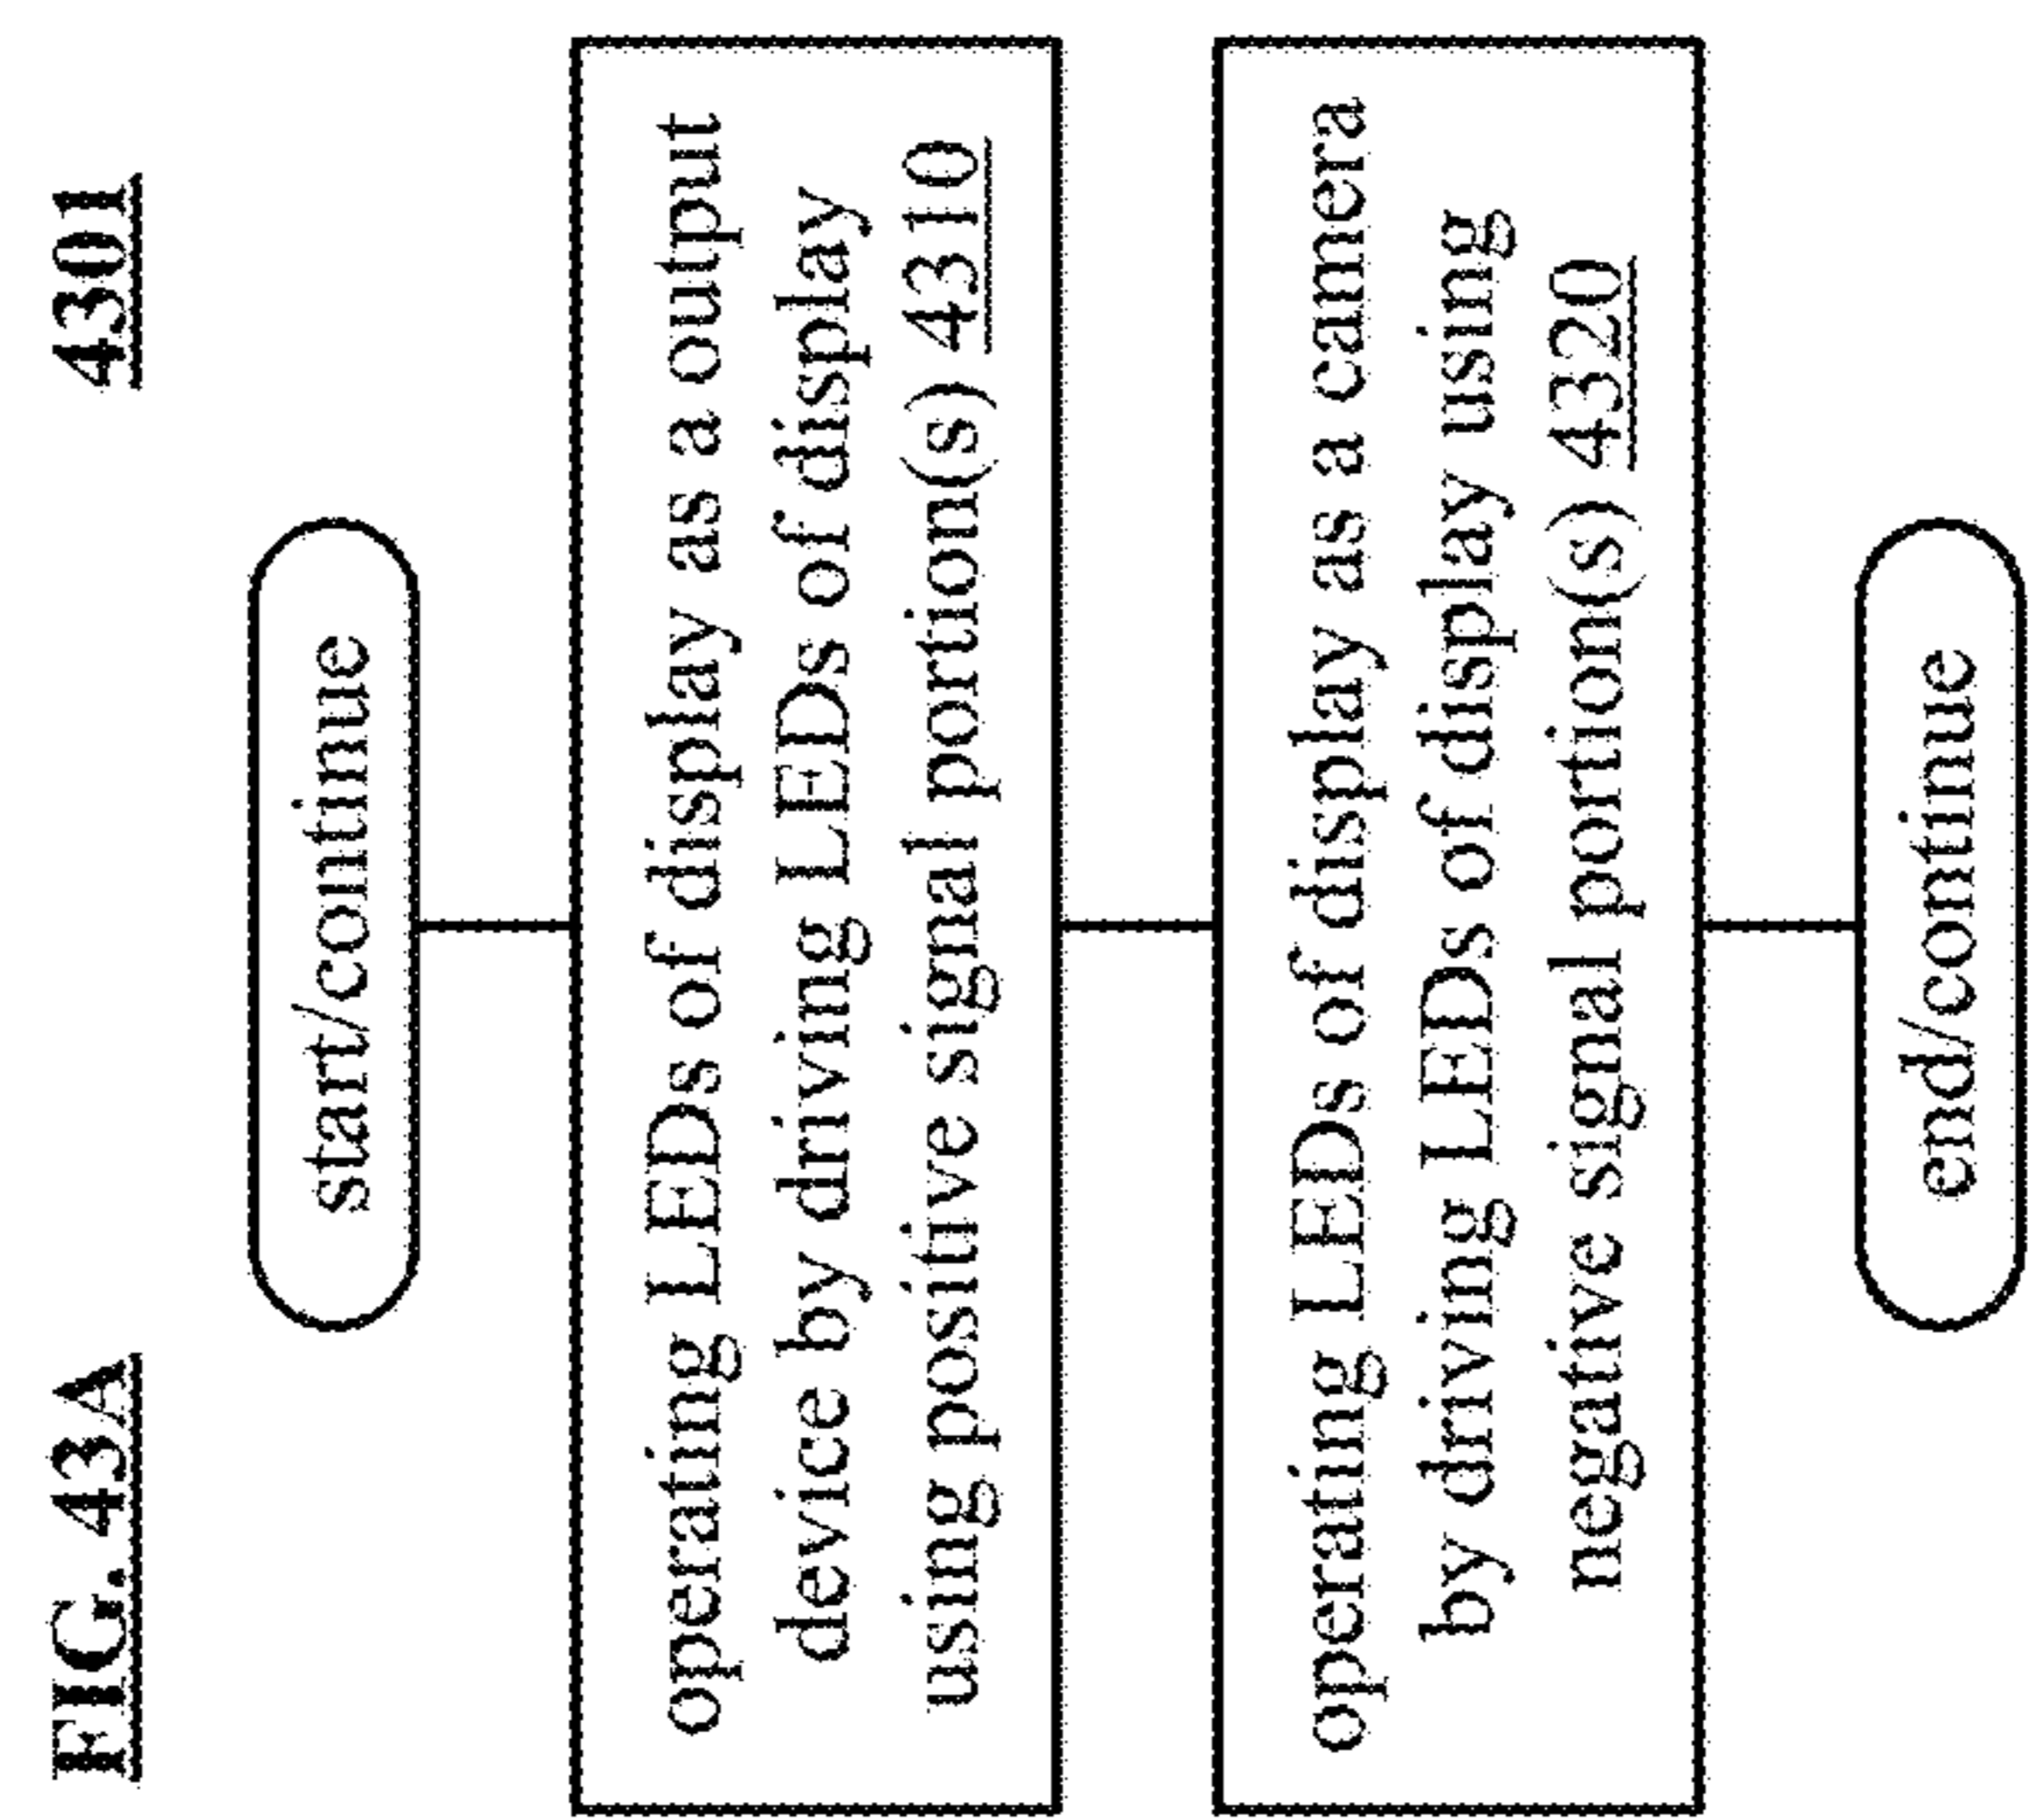 FIG. 43A 4301
start/continue
operating LEDs of display as a output
device by driving LEDs of display
using positive signal portion(s) 4310
operating LEDs of display as a camera
by driving LEDs of display using
negative signal portion(s) 4320
end/continue